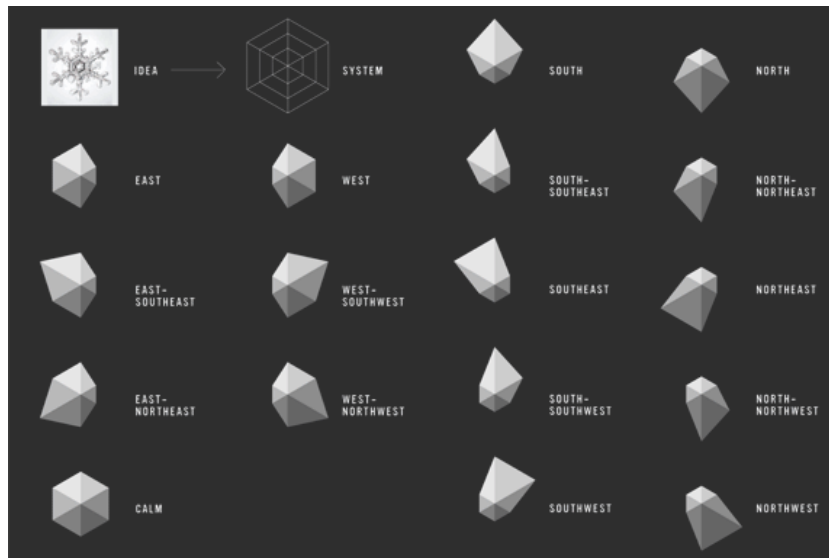 IDEA
SYSTEM
SOUTH
NORTH
EAST
WEST
SOUTH-
SOUTHEAST
NORTH-
NORTHEAST
EAST-
SOUTHEAST
WEST-
SOUTHWEST
SOUTHEAST
NORTHEAST
EAST-
NORTHEAST
WEST-
NORTHWEST
SOUTH-
SOUTHWEST
NORTH-
NORTHWEST
CALM
SOUTHWEST
NORTHWEST